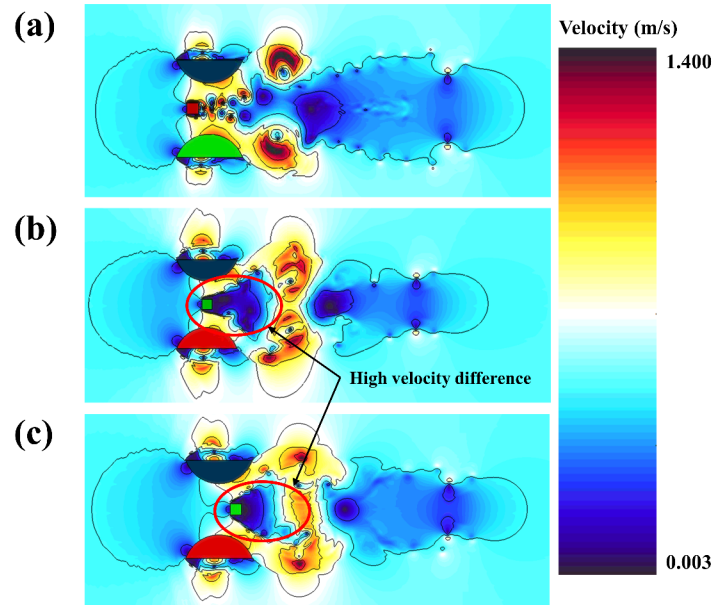 (a)
Velocity (m/s)
1.400
(b)
High velocity difference
(c)
0.003